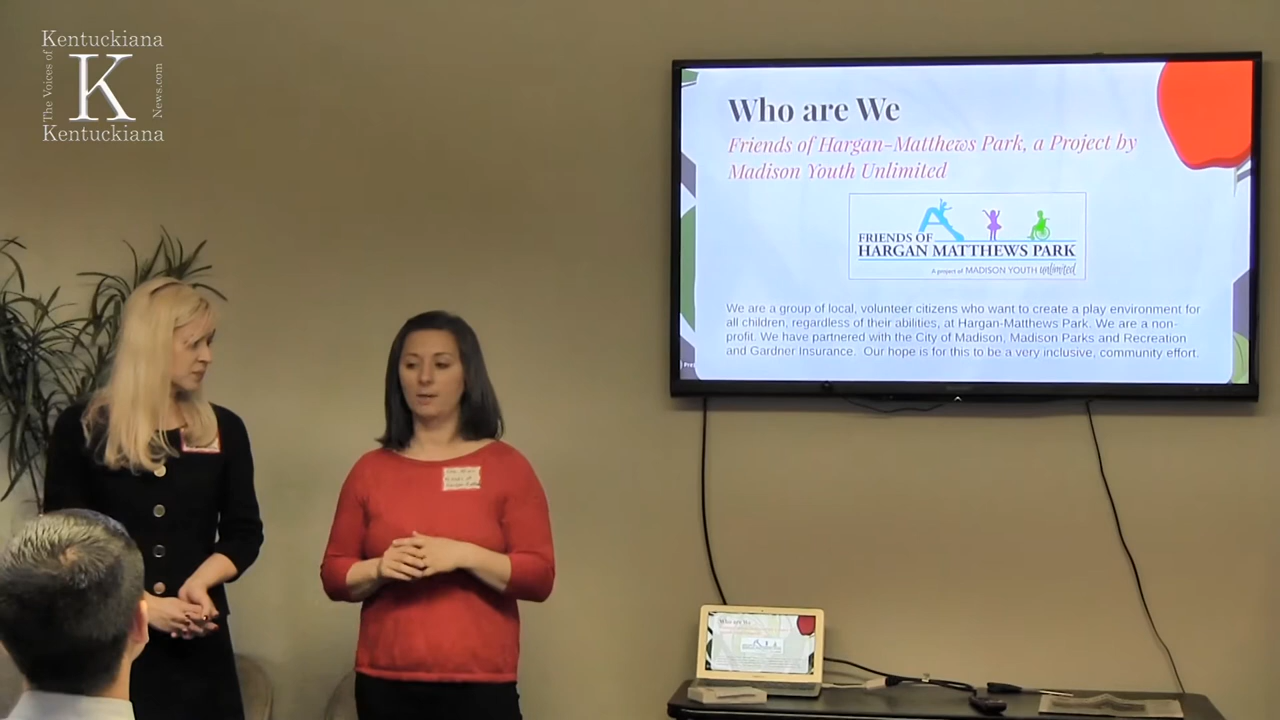 Kentuckiana
The Voices of
K
News.com
Kentuckiana
Who are We
Friends of Hargan-Matthews Park, a Project by
Madison Youth Unlimited
FRIENDS OF
HARGAN MATTHEWS PARK
A project of MADISON YOUTH unlimited
We are a group of local, volunteer citizens who want to create a play environment for
all children, regardless of their abilities, at Hargan-Matthews Park. We are a non-
profit. We have partnered with the City of Madison, Madison Parks and Recreation
and Gardner Insurance. Our hope is for this to be a very inclusive, community effort.
Who are We